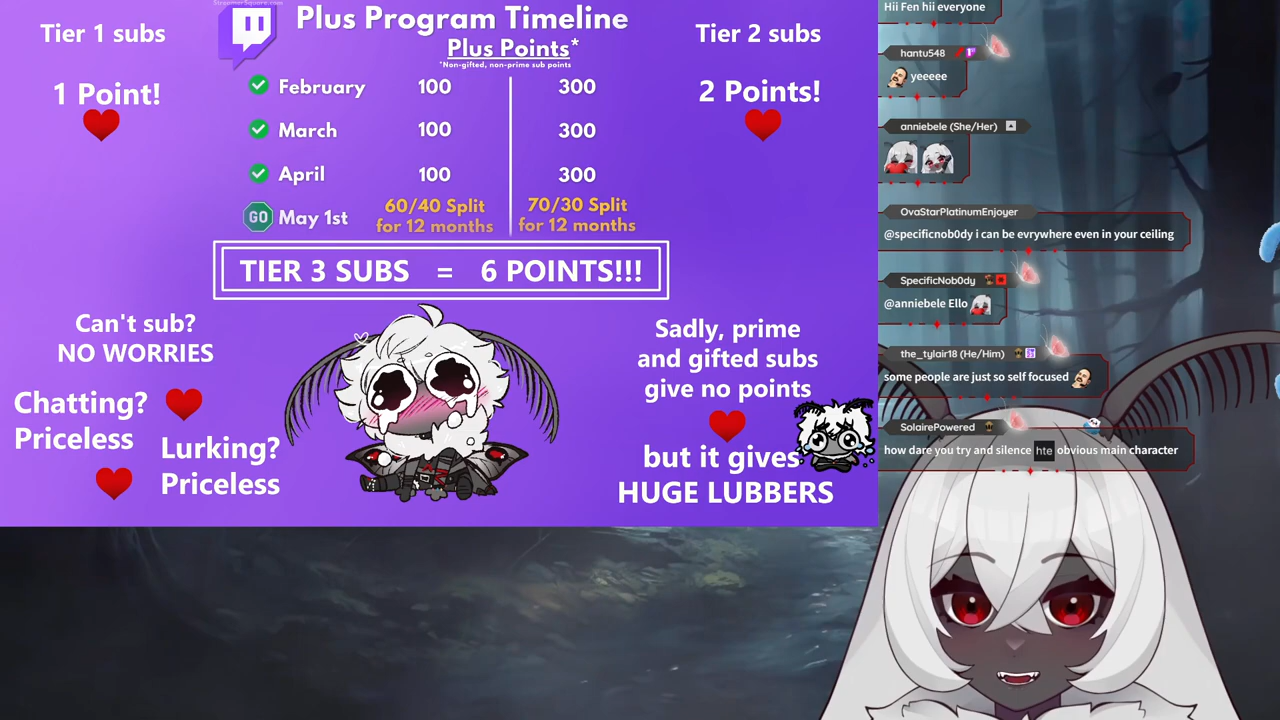 StreamerSquare.com
Plus Program Timeline
Plus Points*
*Non-gifted, non-prime sub points
Tier 1 subs
1 Point!
Tier 2 subs
2 Points!
February 100 300
March 100 300
April 100 300
GO May 1st 60/40 Split for 12 months 70/30 Split for 12 months
TIER 3 SUBS = 6 POINTS!!!
Can't sub?
NO WORRIES
Chatting?
Priceless
Lurking?
Priceless
Sadly, prime
and gifted subs
give no points
but it gives
HUGE LUBBERS
Hii Fen hii everyone
hantu548
yeeeee
anniebele (She/Her)
OvaStarPlatinumEnjoyer
@specificnob0dy i can be evrywhere even in your ceiling
SpecificNob0dy
@anniebele Ello
the_tylair18 (He/Him)
some people are just so self focused
SolairePowered
how dare you try and silence hte obvious main character